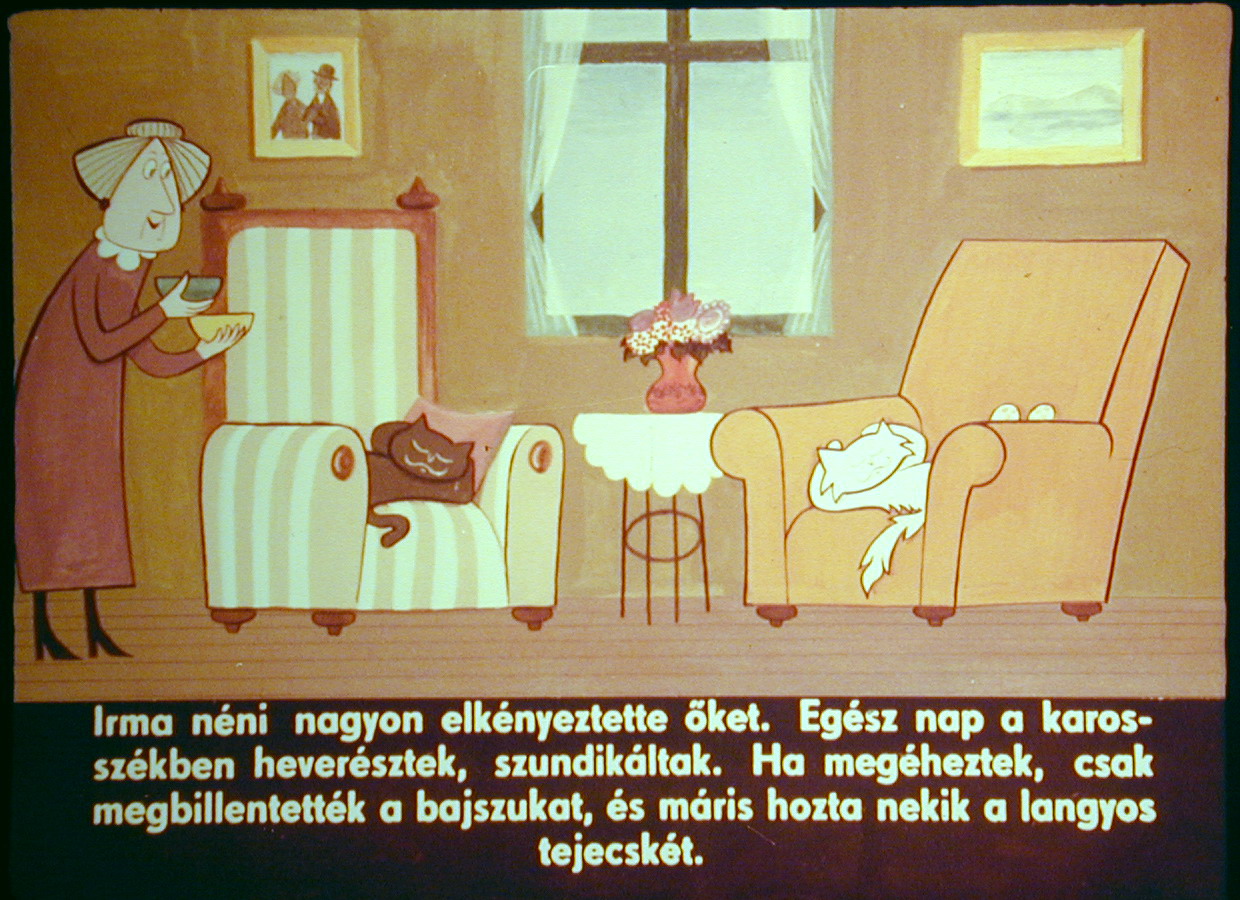 Irma néni nagyon elkényeztette őket. Egész nap a karos-
székben heverésztek, szundikáltak. Ha megéheztek, csak
megbillentették a bajszukat, és máris hozta nekik a langyos
tejecskét.